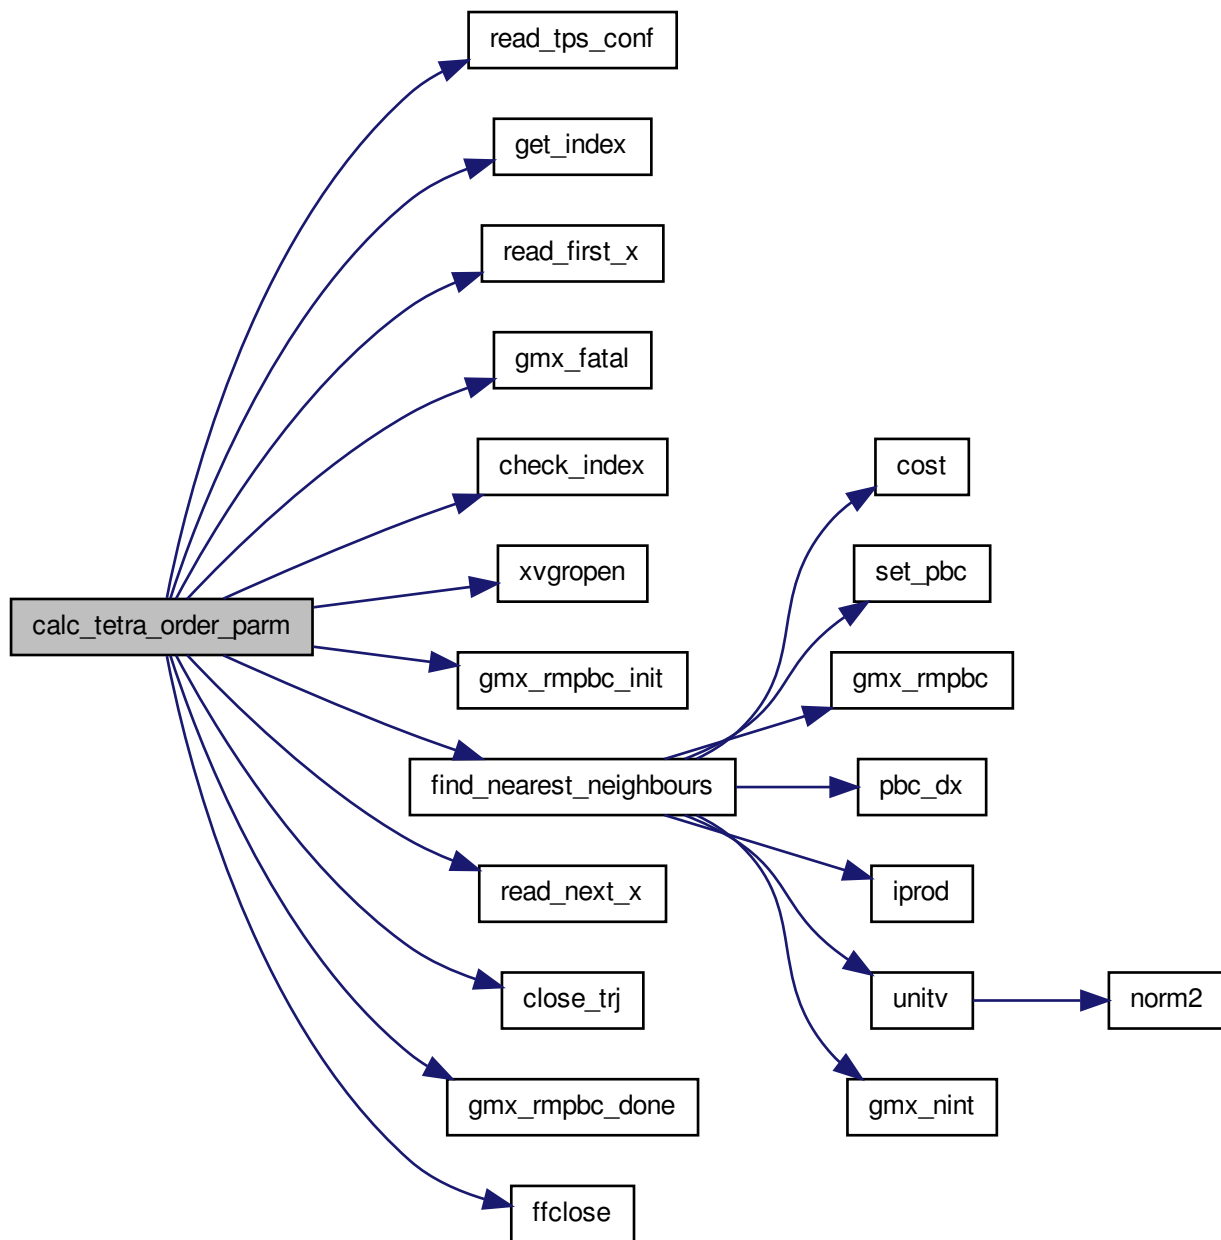 read_tps_conf
get_index
read_first_x
gmx_fatal
check_index
cost
xvgropen
set_pbc
calc_tetra_order_parm
gmx_rmpbc_init
gmx_rmpbc
find_nearest_neighbours
pbc_dx
read_next_x
iprod
close_trj
unitv
norm2
gmx_rmpbc_done
gmx_nint
ffclose